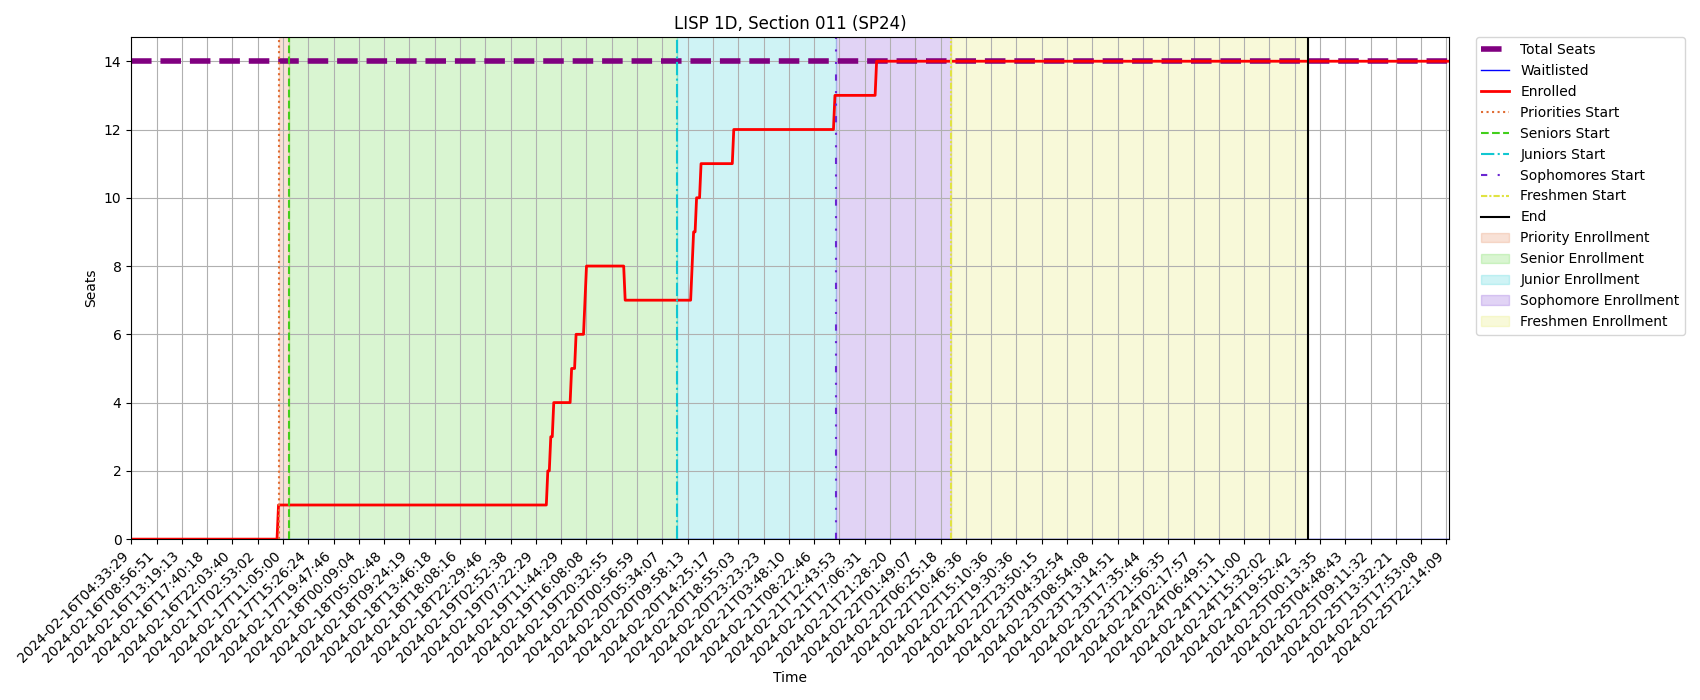 LISP 1D, Section 011 (SP24)
Total Seats
Waitlisted
Enrolled
Priorities Start
Seniors Start
Juniors Start
Sophomores Start
Freshmen Start
End
Priority Enrollment
Senior Enrollment
Junior Enrollment
Sophomore Enrollment
Freshmen Enrollment
Seats
14
12
10
8
6
4
2
0
2024-02-16T04:33:29
2024-02-16T08:56:51
2024-02-16T13:19:13
2024-02-16T17:40:18
2024-02-16T22:03:40
2024-02-17T02:53:02
2024-02-17T11:05:00
2024-02-17T15:26:24
2024-02-17T19:47:46
2024-02-18T00:09:04
2024-02-18T05:02:48
2024-02-18T09:24:19
2024-02-18T13:46:18
2024-02-18T18:08:16
2024-02-18T22:29:46
2024-02-19T02:52:38
2024-02-19T07:22:29
2024-02-19T11:44:29
2024-02-19T16:08:08
2024-02-19T20:32:55
2024-02-20T00:56:59
2024-02-20T05:34:07
2024-02-20T09:58:13
2024-02-20T14:25:17
2024-02-20T18:55:03
2024-02-20T23:23:23
2024-02-21T03:48:10
2024-02-21T08:22:46
2024-02-21T12:43:53
2024-02-21T17:06:31
2024-02-21T21:28:20
2024-02-22T01:49:07
2024-02-22T06:25:18
2024-02-22T10:46:36
2024-02-22T15:10:36
2024-02-22T19:30:36
2024-02-22T23:50:15
2024-02-23T04:32:54
2024-02-23T08:54:08
2024-02-23T13:14:51
2024-02-23T17:35:44
2024-02-23T21:56:35
2024-02-24T02:17:57
2024-02-24T06:49:51
2024-02-24T11:11:00
2024-02-24T15:32:02
2024-02-24T19:52:42
2024-02-25T00:13:35
2024-02-25T04:48:43
2024-02-25T09:11:32
2024-02-25T13:32:21
2024-02-25T17:53:08
2024-02-25T22:14:09
Time